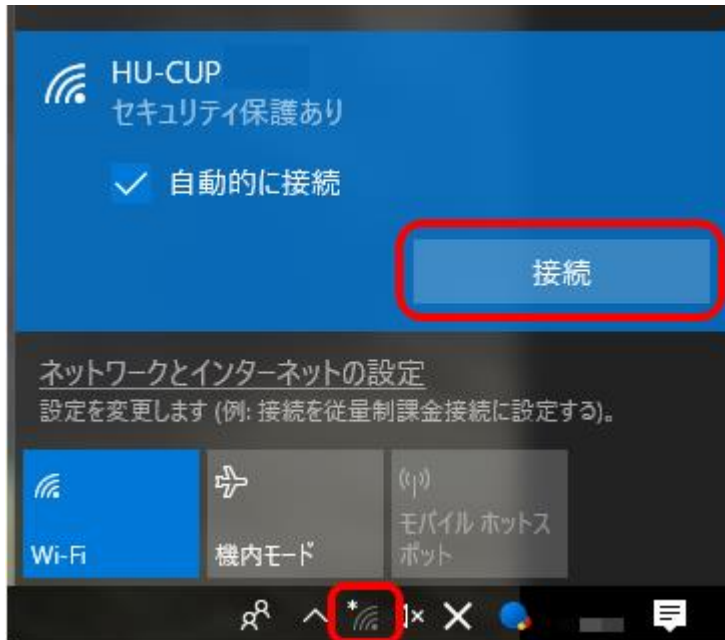 HU-CUP
セキュリティ保護あり
自動的に接続
接続
ネットワークとインターネットの設定
設定を変更します (例: 接続を従量制課金接続に設定する)。
Wi-Fi
機内モード
モバイル ホットス
ポット